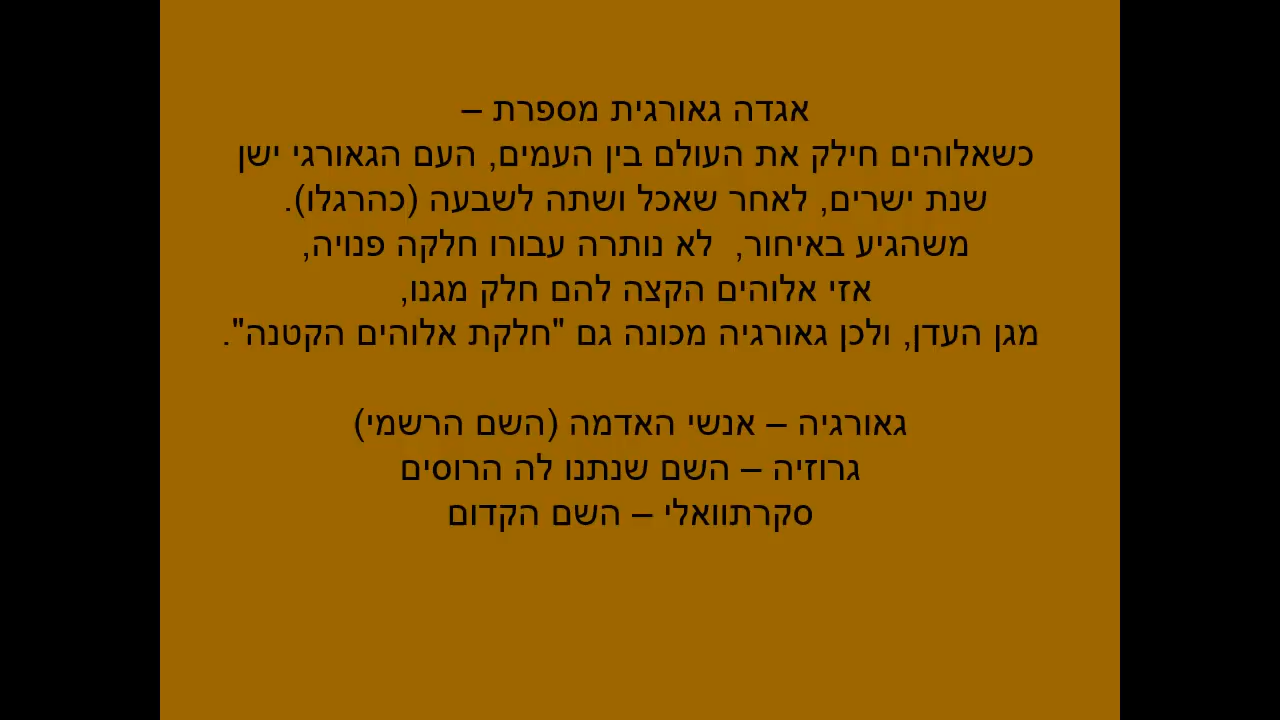 אגדה גאורגית מספרת –
כשאלוהים חילק את העולם בין העמים, העם הגאורגי ישן
שנת ישרים, לאחר שאכל ושתה לשבעה (כהרגלו).
משהגיע באיחור,  לא נותרה עבורו חלקה פנויה,
אזי אלוהים הקצה להם חלק מגנו,
מגן העדן, ולכן גאורגיה מכונה גם "חלקת אלוהים הקטנה".
גאורגיה – אנשי האדמה (השם הרשמי)
גרוזיה – השם שנתנו לה הרוסים
סקרתוואלי – השם הקדום